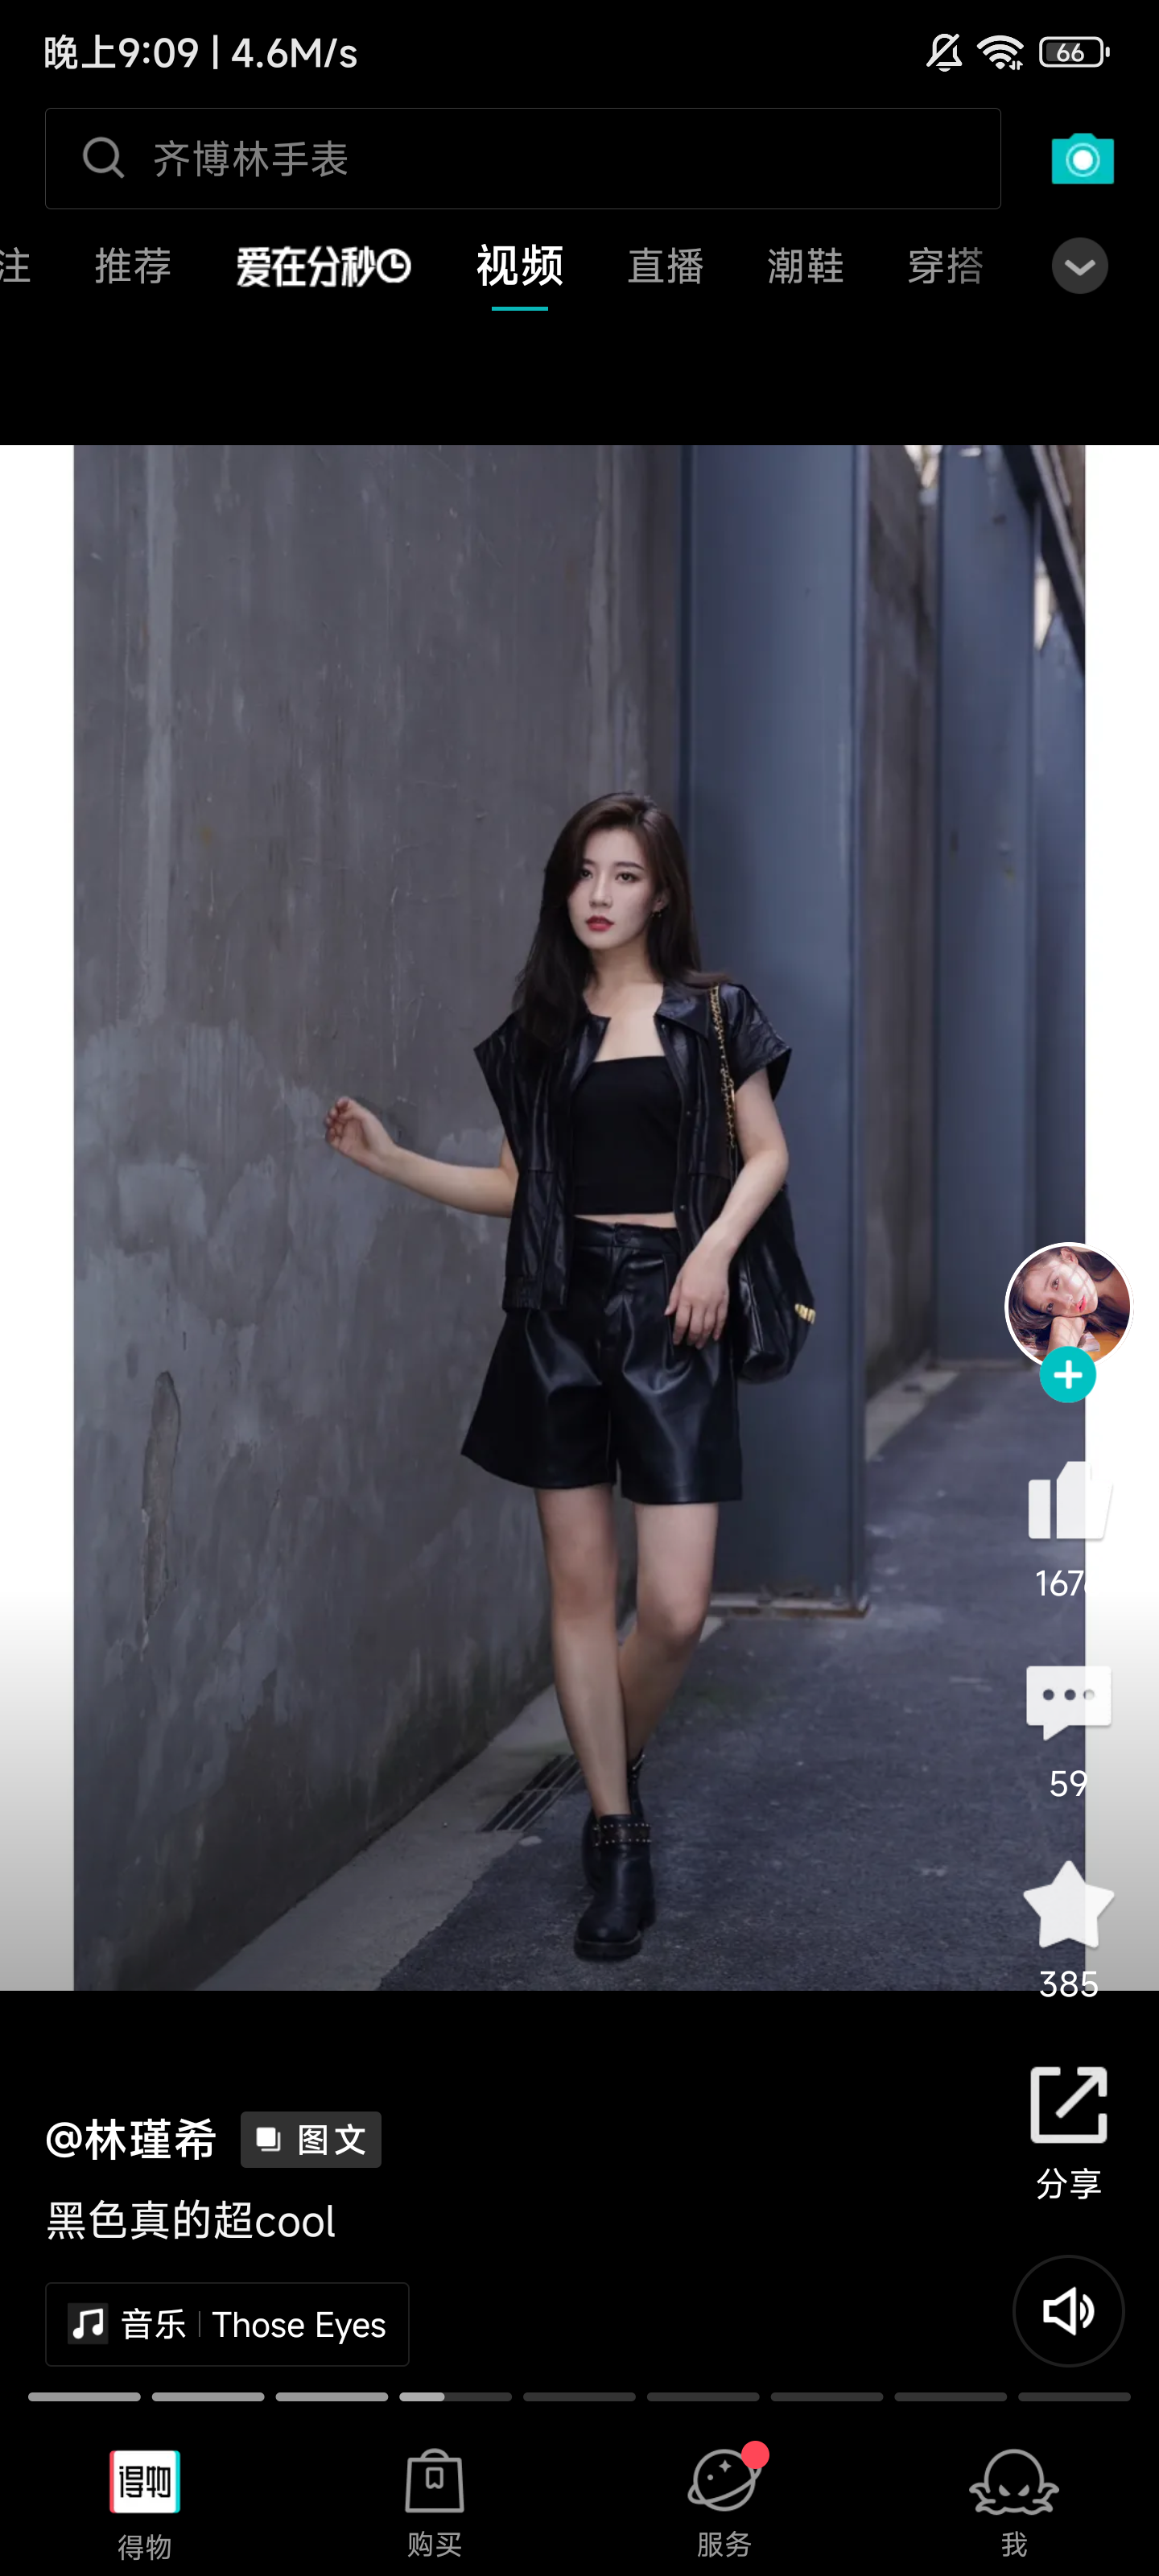 晚上9:09 | 4.6M/s
66
齐博林手表
注 推荐 爱在分秒 视频 直播 潮鞋 穿搭
59
385
分享
@林瑾希 图文
黑色真的超cool
音乐 | Those Eyes
得物
得物 购买 服务 我